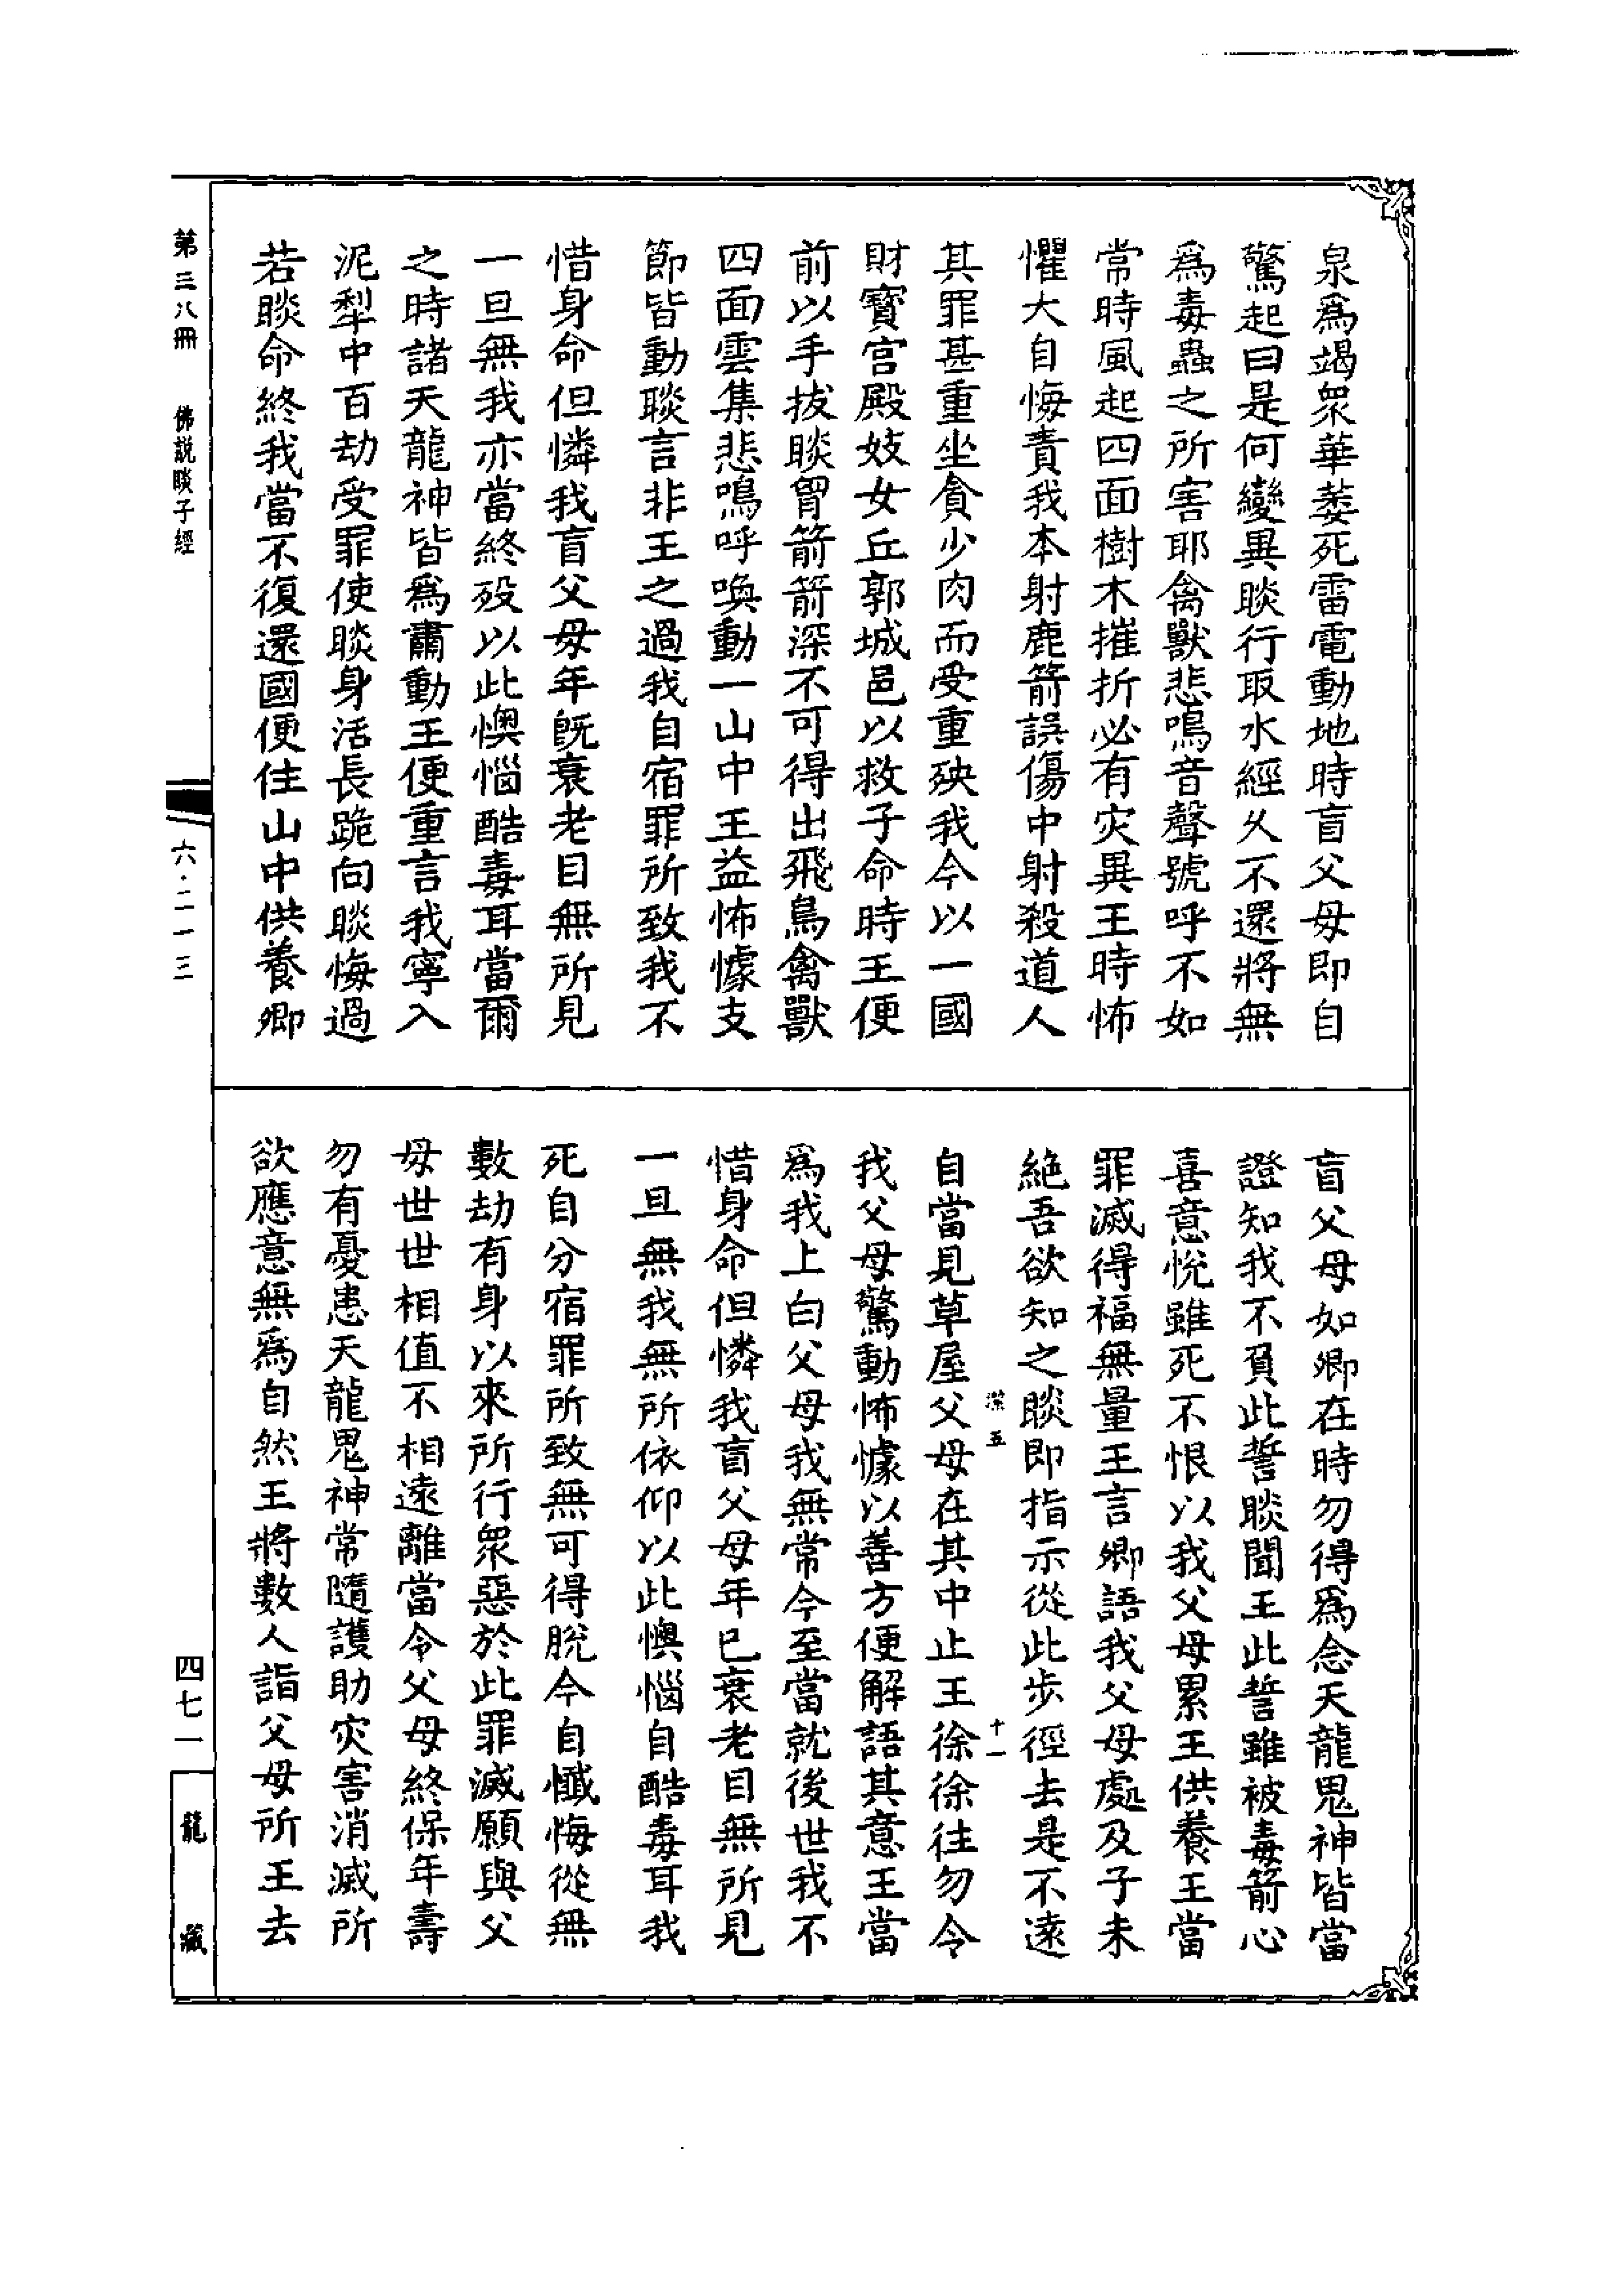 泉爲竭衆華萎死雷電動地時盲父母即自
驚起曰是何變異睒行取水經久不還將無
爲毒蟲之所害耶禽獸悲鳴音聲號呼不如
常時風起四面樹木摧折必有灾異王時怖
懼大自悔責我本射鹿箭誤傷中射殺道人
其罪甚重坐貪少肉而受重殃我今以一國
財寳宫殿妓女丘郭城邑以救子命時王便
前以手拔睒胷箭箭深不可得出飛鳥禽獸
四面雲集悲鳴呼喚動一山中王益怖懅支
節皆動睒言非王之過我自宿罪所致我不
惜身命但憐我盲父母年旣衰老目無所見
一旦無我亦當終歿以此懊惱酷毒耳當爾
之時諸天龍神皆爲肅動王便重言我寧入
泥犁中百劫受罪使睒身活長跪向睒悔過
若睒命終我當不復還國便住山中供養卿
盲父母如卿在時勿得爲念天龍鬼神皆當
證知我不負此誓睒聞王此誓雖被毒箭心
喜意悅雖死不恨以我父母累王供養王當
罪滅得福無量王言卿語我父母處及子未
絶吾欲知之睒即指示從此步徑去是不遠
自當見草屋父母在其中止王徐徐往勿令
深五
十一
我父母驚動怖懅以善方便解語其意王當
爲我上白父母我無常今至當就後世我不
惜身命但憐我盲父母年已衰老目無所見
一旦無我無所依仰以此懊惱自酷毒耳我
死自分宿罪所致無可得脫今自懺悔從無
數劫有身以來所行衆惡於此罪滅願與父
母世世相值不相遠離當令父母終保年壽
勿有憂患天龍鬼神常隨護助灾害消滅所
欲應意無爲自然王將數人詣父母所王去
第三八冊
佛説睒子經
六·二一三
四七一
龍藏